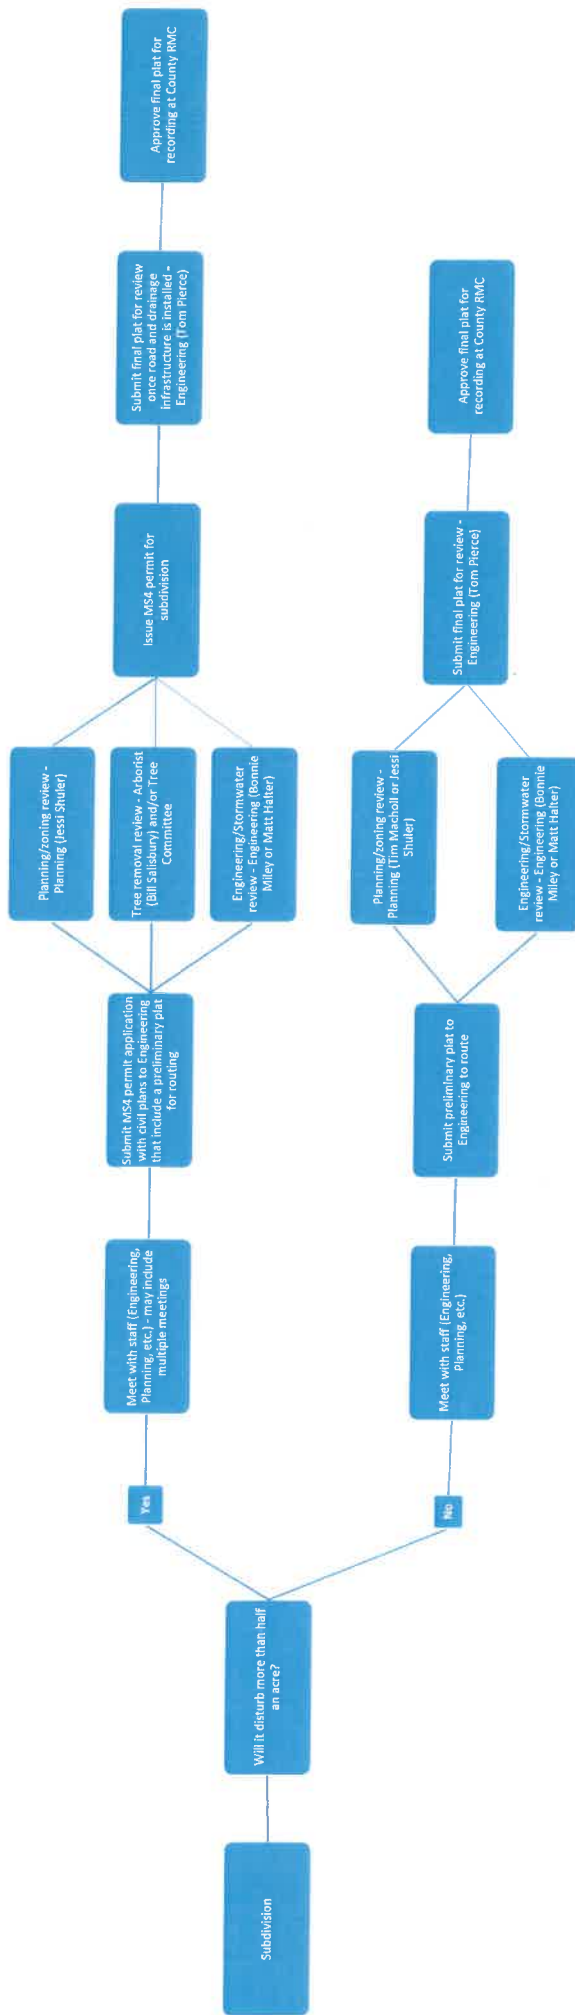 Subdivision
Will it disturb more than half
an acre?
Yes
Meet with staff (Engineering,
Planning, etc.) - may include
multiple meetings
Submit MS4 permit application
with civil plans to Engineering
that include a preliminary plat
for routing
Planning/zoning review -
Planning (Jessi Shuler)
Tree removal review - Arborist
(Bill Salisbury) and/or Tree
Committee
Engineering/Stormwater
review - Engineering (Bonnie
Miley or Matt Halter)
Issue MS4 permit for
subdivision
Submit final plat for review
once road and drainage
infrastructure is installed -
Engineering (Tom Pierce)
Approve final plat for
recording at County RMC
No
Meet with staff (Engineering,
Planning, etc.)
Submit preliminary plat to
Engineering to route
Planning/zoning review -
Planning (Tim Macholl or Jessi
Shuler)
Engineering/Stormwater
review - Engineering (Bonnie
Miley or Matt Halter)
Submit final plat for review -
Engineering (Tom Pierce)
Approve final plat for
recording at County RMC